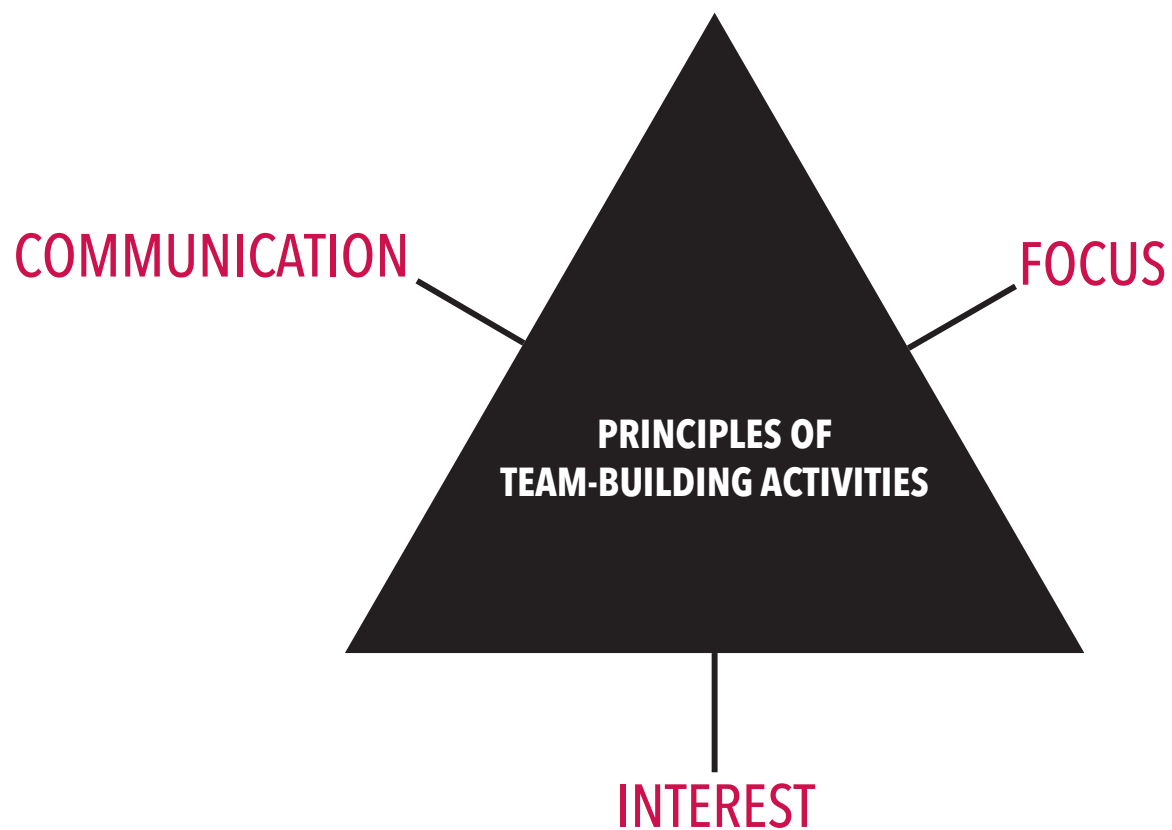 COMMUNICATION
FOCUS
PRINCIPLES OF
TEAM-BUILDING ACTIVITIES
INTEREST